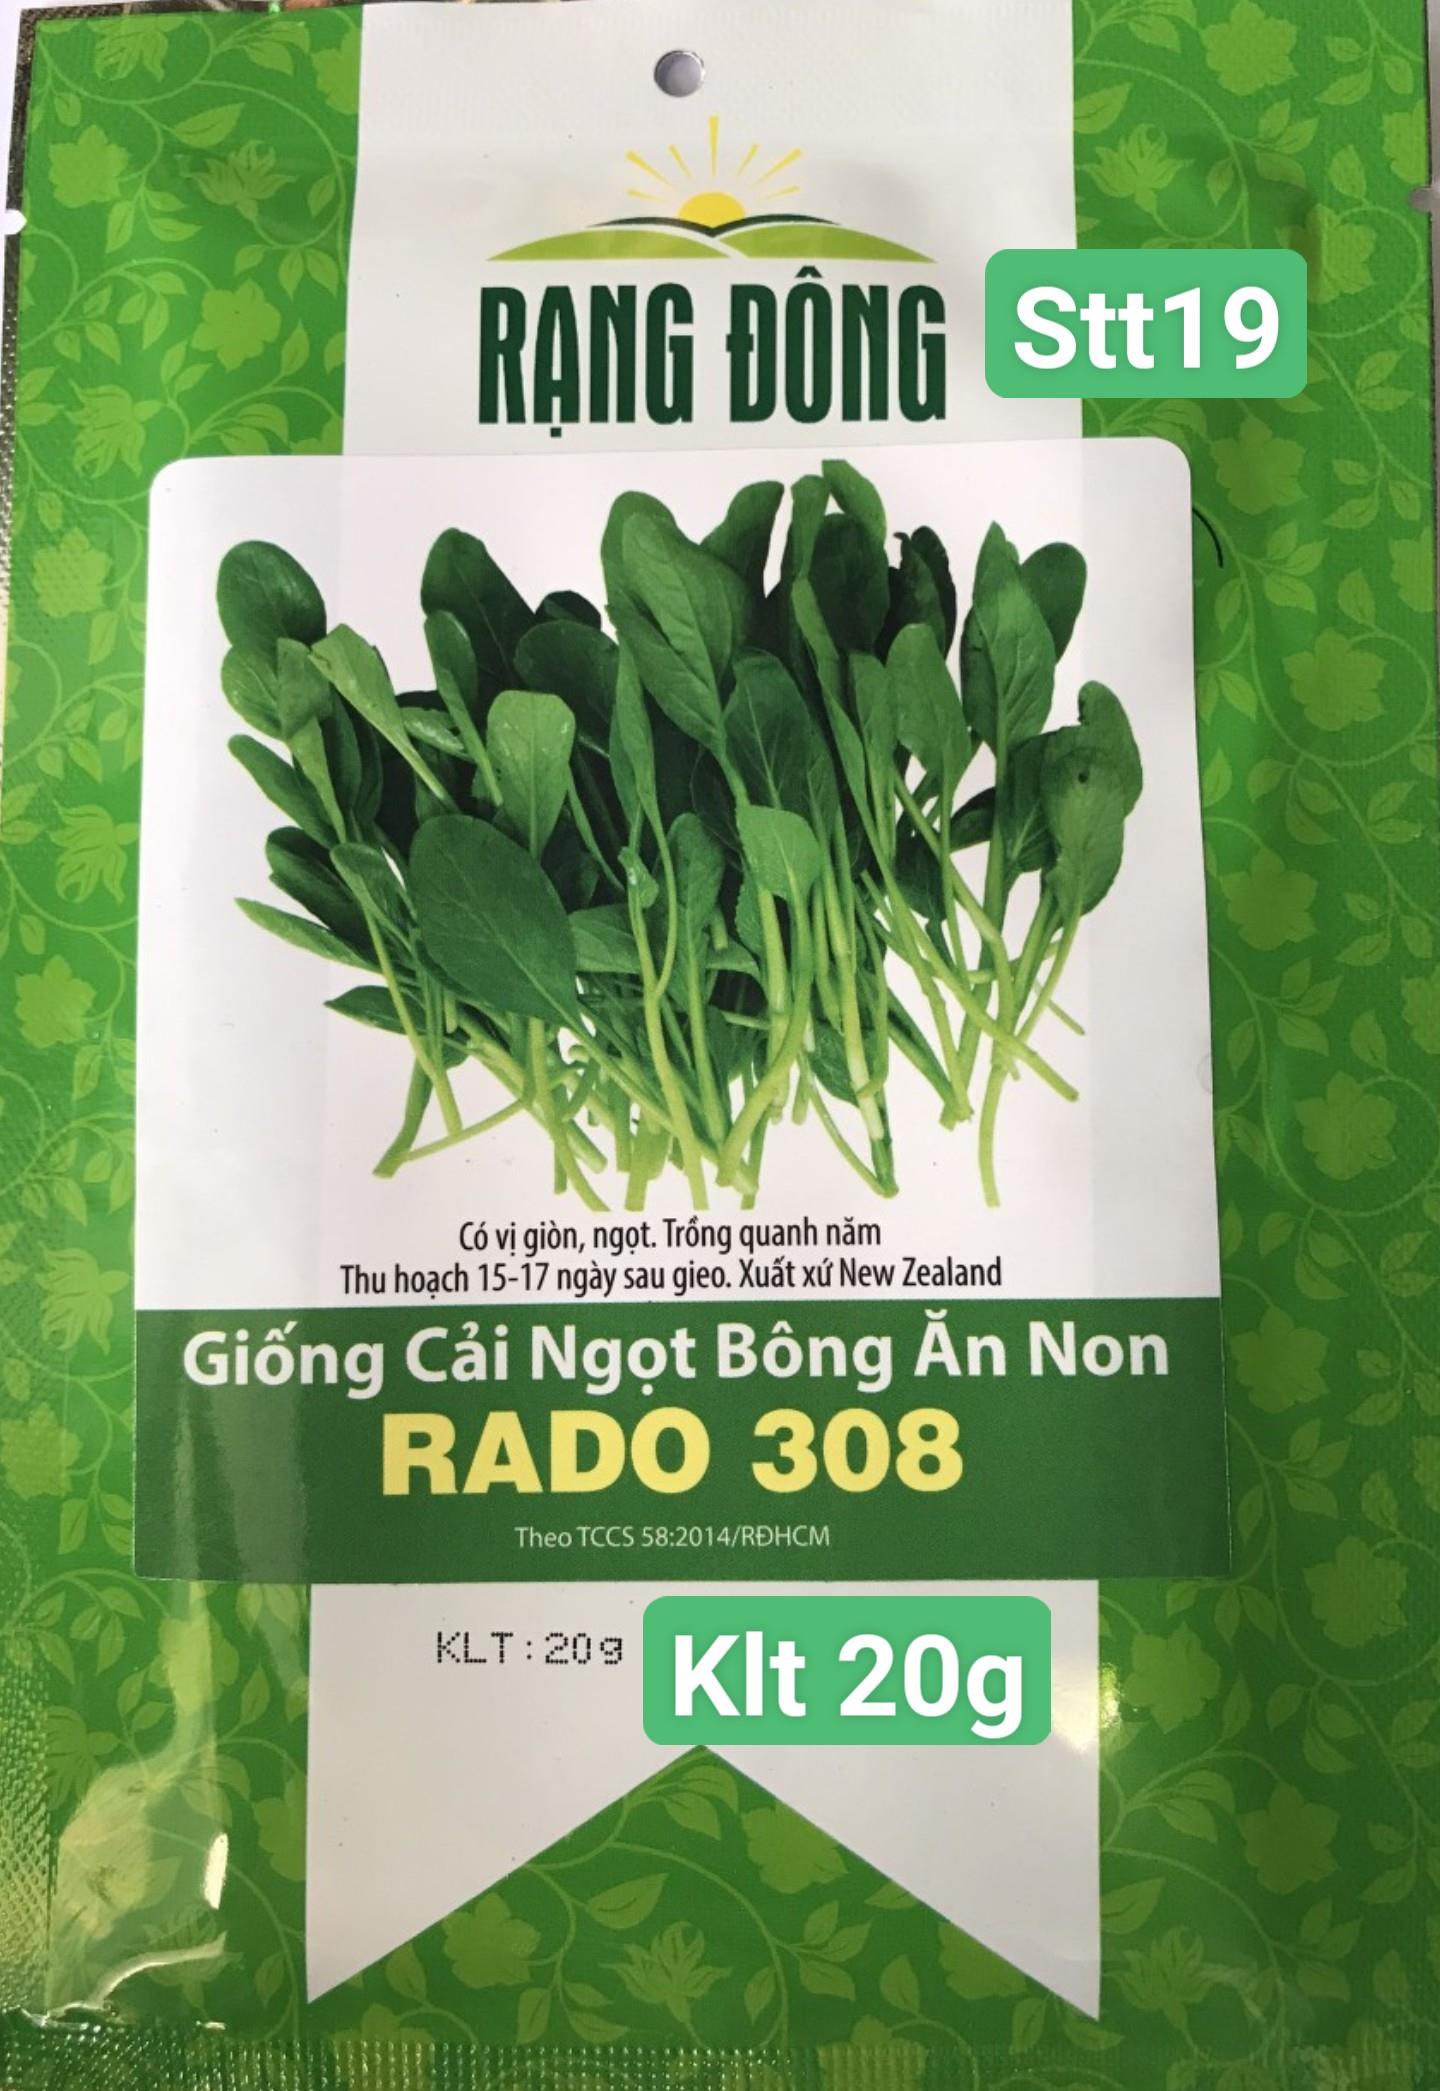 RẠNG ĐÔNG
Stt19
Có vị giòn, ngọt. Trồng quanh năm
Thu hoạch 15-17 ngày sau gieo. Xuất xứ New Zealand
Giống Cải Ngọt Bông Ăn Non
RADO 308
Theo TCCS 58:2014/RĐHCM
KLT:20g
Klt 20g